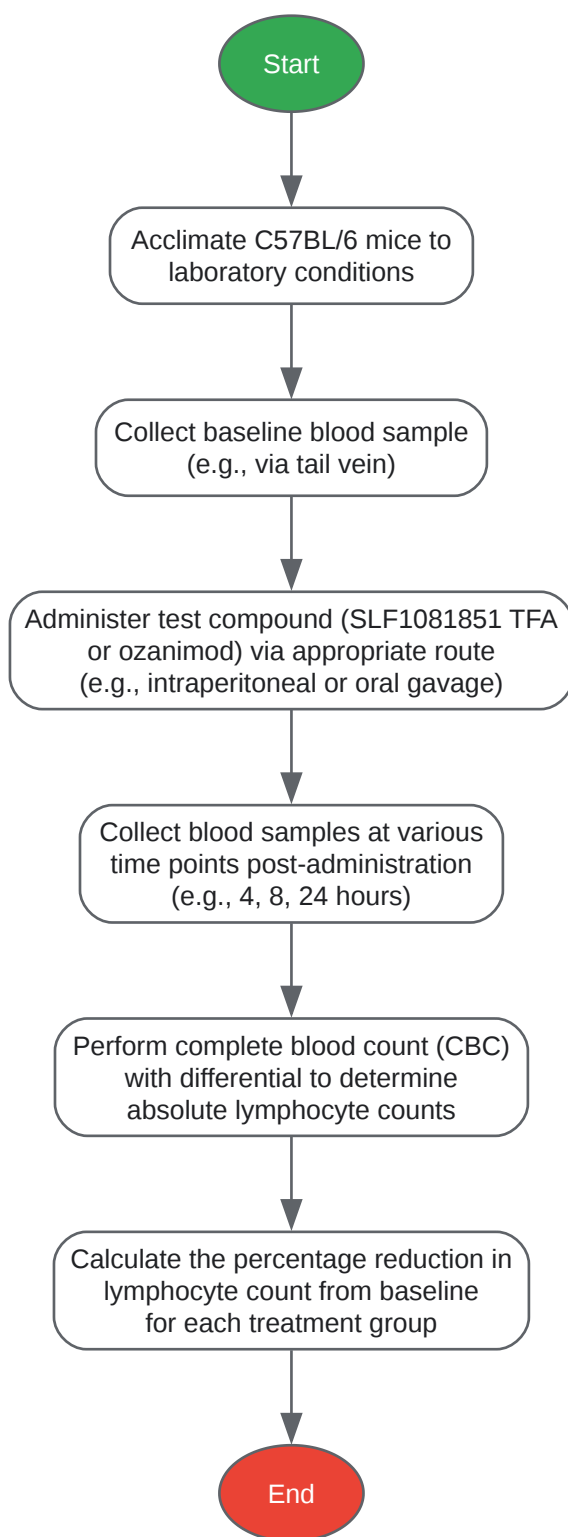 Start
Acclimate C57BL/6 mice to
laboratory conditions
Collect baseline blood sample
(e.g., via tail vein)
Administer test compound (SLF1081851 TFA
or ozanimod) via appropriate route
(e.g., intraperitoneal or oral gavage)
Collect blood samples at various
time points post-administration
(e.g., 4, 8, 24 hours)
Perform complete blood count (CBC)
with differential to determine
absolute lymphocyte counts
Calculate the percentage reduction in
lymphocyte count from baseline
for each treatment group
End